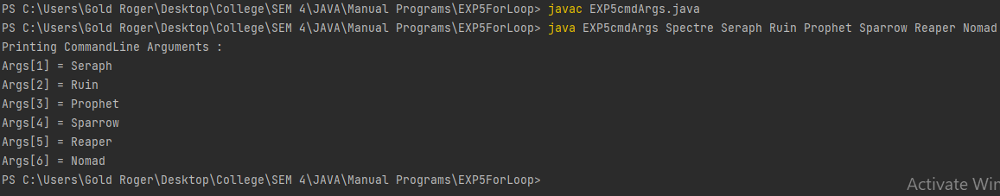 PS C:\Users\Gold Roger\Desktop\College\SEM 4\JAVA\Manual Programs\EXP5ForLoop> javac EXP5cmdArgs.java
PS C:\Users\Gold Roger\Desktop\College\SEM 4\JAVA\Manual Programs\EXP5ForLoop> java EXP5cmdArgs Spectre Seraph Ruin Prophet Sparrow Reaper Nomad
Printing CommandLine Arguments :
Args[1] = Seraph
Args[2] = Ruin
Args[3] = Prophet
Args[4] = Sparrow
Args[5] = Reaper
Args[6] = Nomad
PS C:\Users\Gold Roger\Desktop\College\SEM 4\JAVA\Manual Programs\EXP5ForLoop>
Activate Win